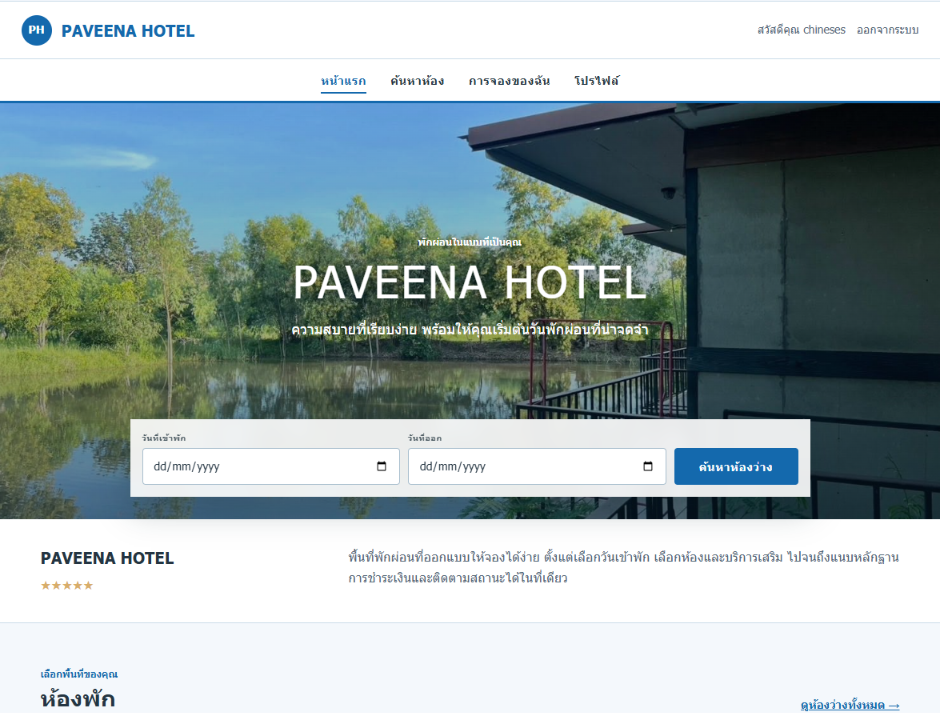 PH PAVEENA HOTEL
สวัสดีคุณ chineses ออกจากระบบ
หน้าแรก ค้นหาห้อง การจองของฉัน โปรไฟล์
พักผ่อนในแบบที่เป็นคุณ
PAVEENA HOTEL
ความสบายที่เรียบง่าย พร้อมให้คุณเริ่มต้นวันพักผ่อนที่น่าจดจำ
วันที่เข้าพัก วันที่ออก
dd/mm/yyyy dd/mm/yyyy ค้นหาห้องว่าง
PAVEENA HOTEL
★★★★★
พื้นที่พักผ่อนที่ออกแบบให้จองได้ง่าย ตั้งแต่เลือกวันเข้าพัก เลือกห้องและบริการเสริม ไปจนถึงแนบหลักฐาน
การชำระเงินและติดตามสถานะได้ในที่เดียว
เลือกพื้นที่ของคุณ
ห้องพัก
ดูห้องว่างทั้งหมด →